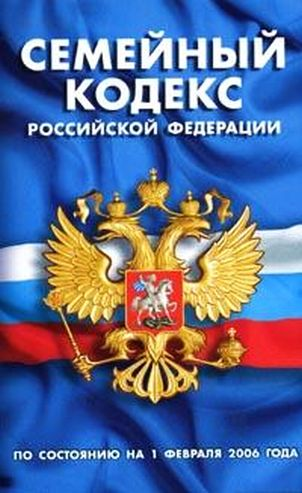 СЕМЕЙНЫЙ
КОДЕКС
РОССИЙСКОЙ ФЕДЕРАЦИИ
ПО СОСТОЯНИЮ НА 1 ФЕВРАЛЯ 2006 ГОДА